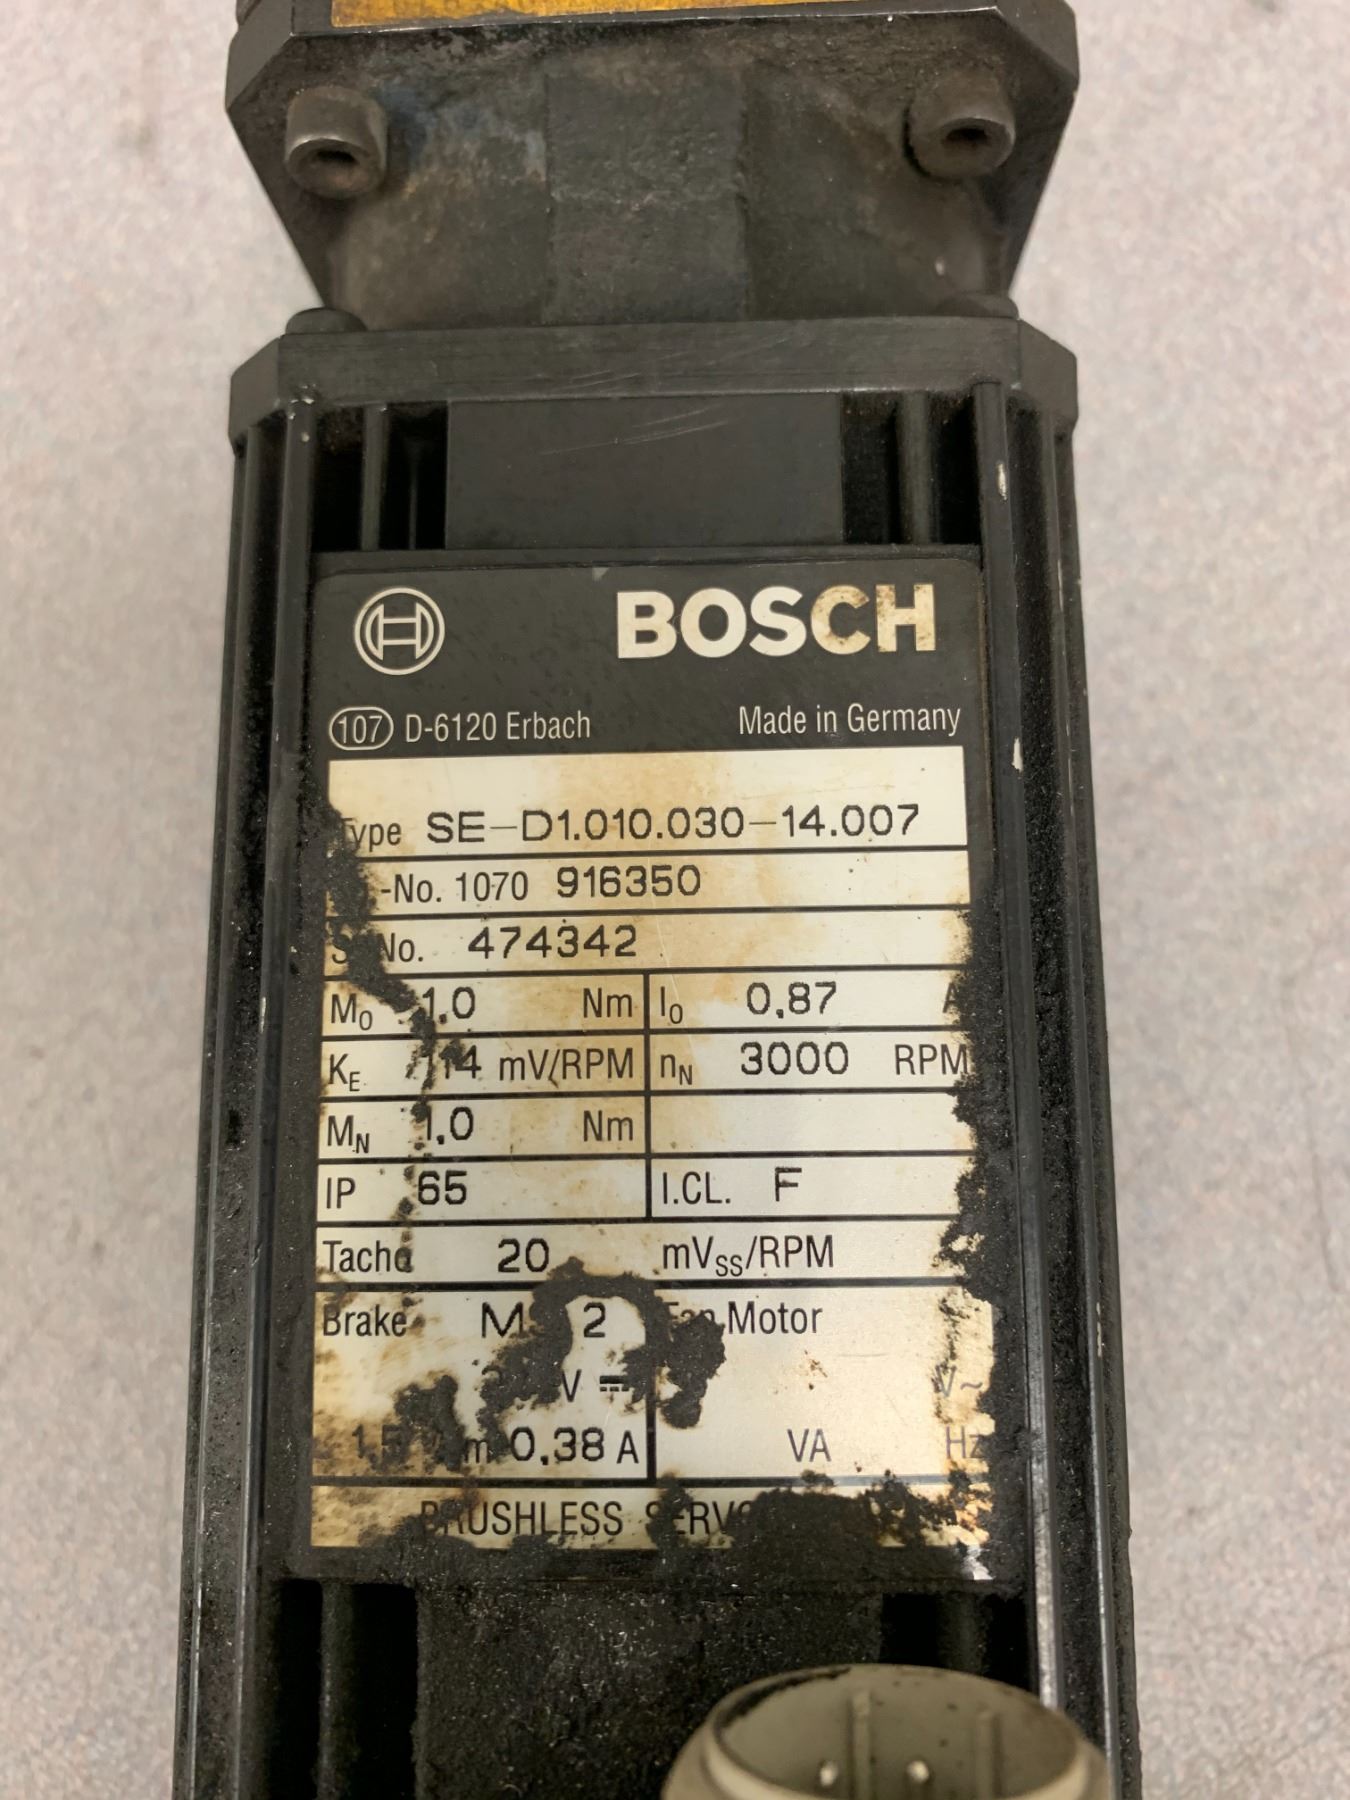 BOSCH
107 D-6120 Erbach Made in Germany
Type SE-D1.010.030-14.007
-No. 1070 916350
No. 474342
M0 1.0 Nm I0 0,87 A
KE 114 mV/RPM nN 3000 RPM
MN 1.0 Nm
IP 65 I.CL. F
Tacho 20 mVSS/RPM
Brake 2 Fan Motor
V V~
0,38 A VA Hz
BRUSHLESS